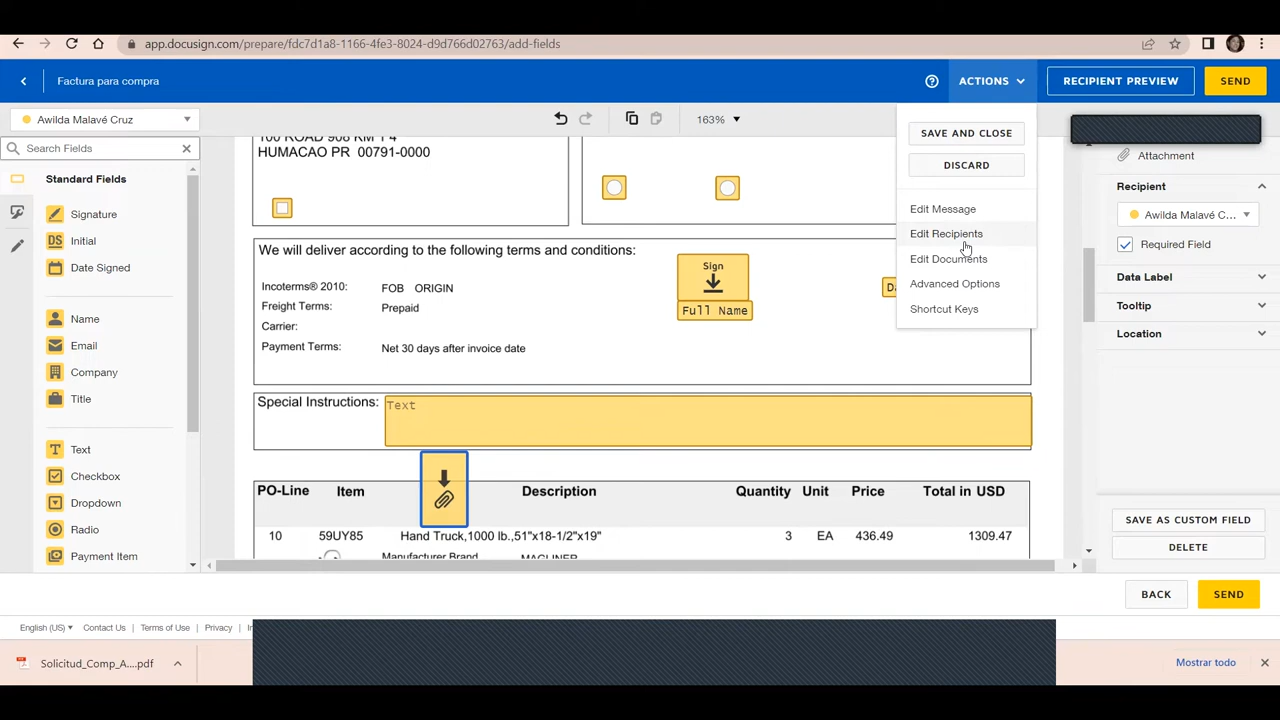 app.docusign.com/prepare/fdc7d1a8-1166-4fe3-8024-d9d766d02763/add-fields
Factura para compra
ACTIONS
RECIPIENT PREVIEW
SEND
Awilda Malavé Cruz
163%
SAVE AND CLOSE
DISCARD
Edit Message
Edit Recipients
Edit Documents
Advanced Options
Shortcut Keys
Search Fields
Standard Fields
Signature
DS Initial
Date Signed
Name
Email
Company
Title
T Text
Checkbox
Dropdown
Radio
Payment Item
HUMACAO PR 00791-0000
We will deliver according to the following terms and conditions:
Incoterms® 2010: FOB ORIGIN
Freight Terms: Prepaid
Carrier:
Payment Terms: Net 30 days after invoice date
Sign
Full Name
Special Instructions: Text
PO-Line Item Description Quantity Unit Price Total in USD
10 59UY85 Hand Truck,1000 lb.,51"x18-1/2"x19" 3 EA 436.49 1309.47
Manufacturer Brand MAGLINER
Attachment
Recipient
Awilda Malavé C...
Required Field
Data Label
Tooltip
Location
SAVE AS CUSTOM FIELD
DELETE
BACK
SEND
English (US) Contact Us Terms of Use Privacy
Solicitud_Comp_A....pdf
Mostrar todo